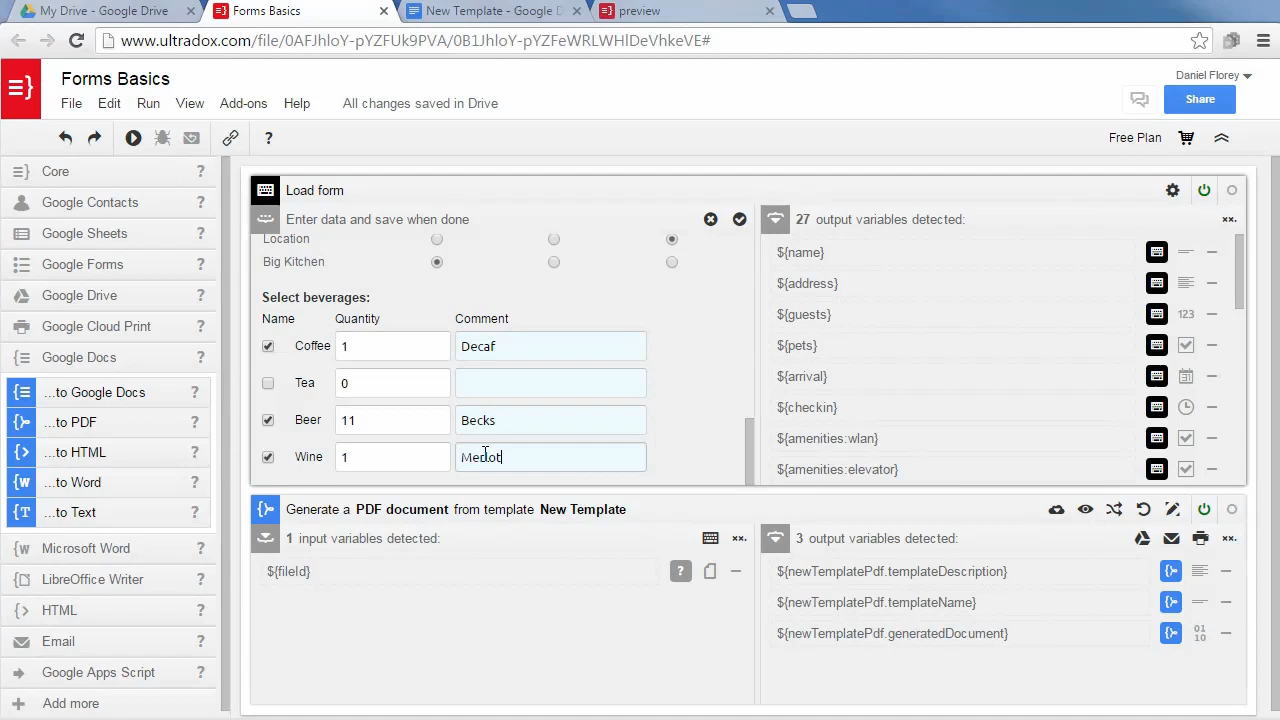 My Drive - Google Drive
Forms Basics
New Template - Google D
preview
www.ultradox.com/file/0AFJhloY-pYZFUk9PVA/0B1JhloY-pYZFeWRLWHlDeVhkeVE#
Forms Basics
Daniel Florey
File Edit Run View Add-ons Help All changes saved in Drive
Share
?
Free Plan
Core ?
Google Contacts ?
Google Sheets ?
Google Forms ?
Google Drive ?
Google Cloud Print ?
Google Docs ?
...to Google Docs ?
...to PDF ?
...to HTML ?
...to Word ?
...to Text ?
Microsoft Word ?
LibreOffice Writer ?
HTML ?
Email ?
Google Apps Script ?
Add more ?
Load form
Enter data and save when done
Location
Big Kitchen
Select beverages:
Name Quantity Comment
Coffee 1 Decaf
Tea 0
Beer 11 Becks
Wine 1 Merlot
27 output variables detected:
${name}
${address}
${guests} 123
${pets}
${arrival}
${checkin}
${amenities:wlan}
${amenities:elevator}
Generate a PDF document from template New Template
1 input variables detected:
${fileId} ?
3 output variables detected:
${newTemplatePdf.templateDescription}
${newTemplatePdf.templateName}
${newTemplatePdf.generatedDocument} 01 10